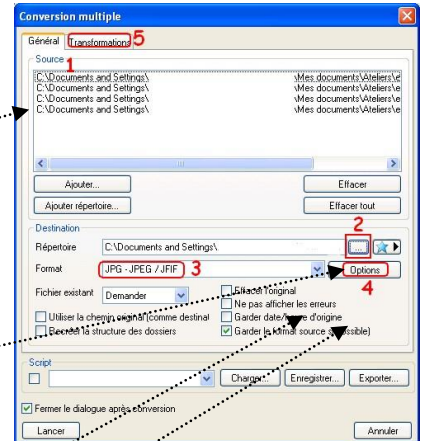 Conversion multiple
Général Transformations 5
Source 1
C:\Documents and Settings\ \Mes documents\Ateliers\e
C:\Documents and Settings\ \Mes documents\Ateliers\e
C:\Documents and Settings\ \Mes documents\Ateliers\e
C:\Documents and Settings\ \Mes documents\Ateliers\e
Ajouter... Effacer
Ajouter répertoire... Effacer tout
2
Destination
Répertoire C:\Documents and Settings\ ...
Format JPG - JPEG / JFIF 3 Options
4
Fichier existant Demander Effacer l'original
Ne pas afficher les erreurs
Utiliser la chemin original (comme destinat Garder date/heure d'origine
Recréer la structure des dossiers Garder le format source (si possible)
Script
Charger... Enregistrer... Exporter...
Fermer le dialogue après conversion
Lancer Annuler